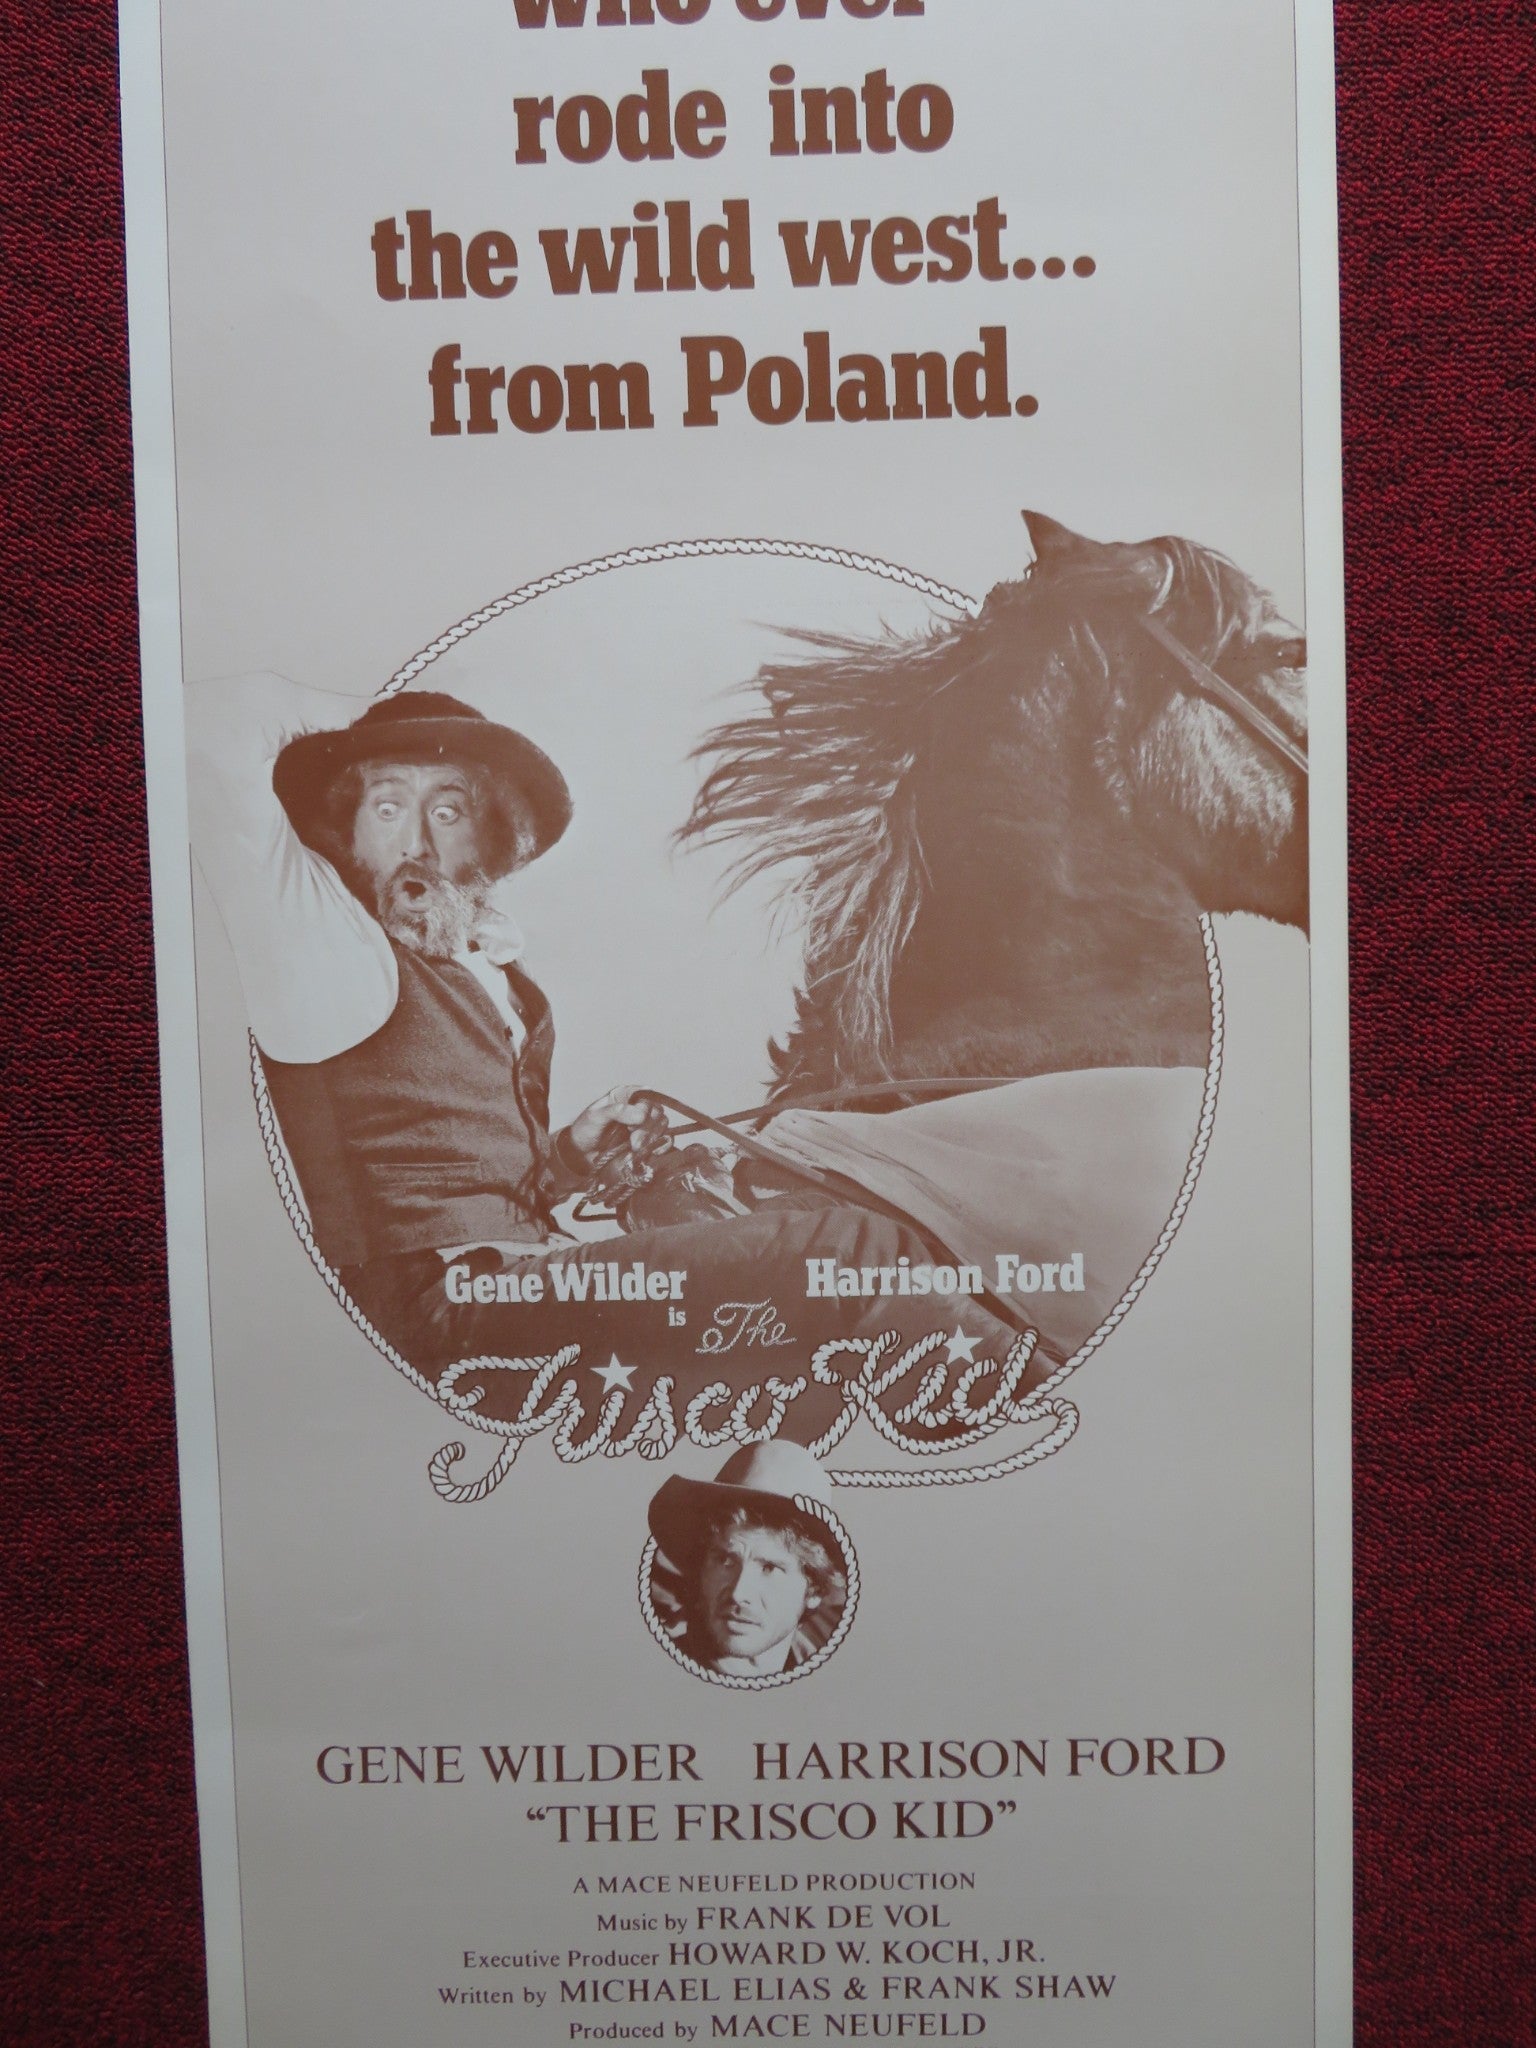 who ever
rode into
the wild west...
from Poland.
Gene Wilder Harrison Ford
is The
Frisco Kid
GENE WILDER HARRISON FORD
“THE FRISCO KID”
A MACE NEUFELD PRODUCTION
Music by FRANK DE VOL
Executive Producer HOWARD W. KOCH, JR.
Written by MICHAEL ELIAS & FRANK SHAW
Produced by MACE NEUFELD